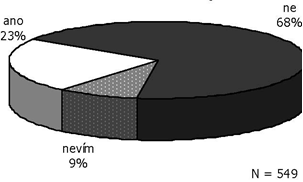 ne
68%
ano
23%
nevím
9%
N = 549